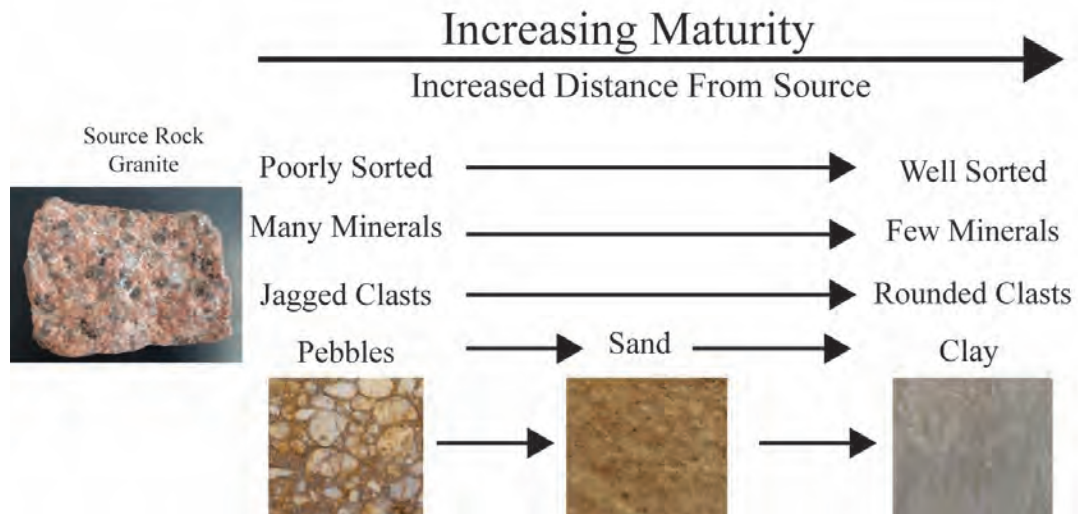 Increasing Maturity
Increased Distance From Source
Source Rock
Granite
Poorly Sorted
Well Sorted
Many Minerals
Few Minerals
Jagged Clasts
Rounded Clasts
Pebbles
Sand
Clay